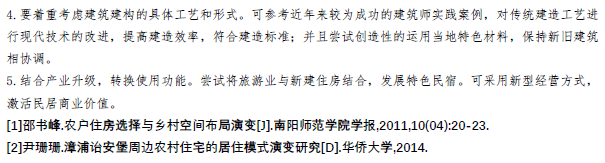 4.要着重考虑建筑建构的具体工艺和形式。可参考近年来较为成功的建筑师实践案例，对传统建造工艺进
行现代技术的改进，提高建造效率，符合建造标准；并且尝试创造性的运用当地特色材料，保持新旧建筑
相协调。
5.结合产业升级，转换使用功能。尝试将旅游业与新建住房结合，发展特色民宿。可采用新型经营方式，
激活民居商业价值。
[1]邵书峰.农户住房选择与乡村空间布局演变[J].南阳师范学院学报,2011,10(04):20-23.
[2]尹珊珊.漳浦诒安堡周边农村住宅的居住模式演变研究[D].华侨大学,2014.